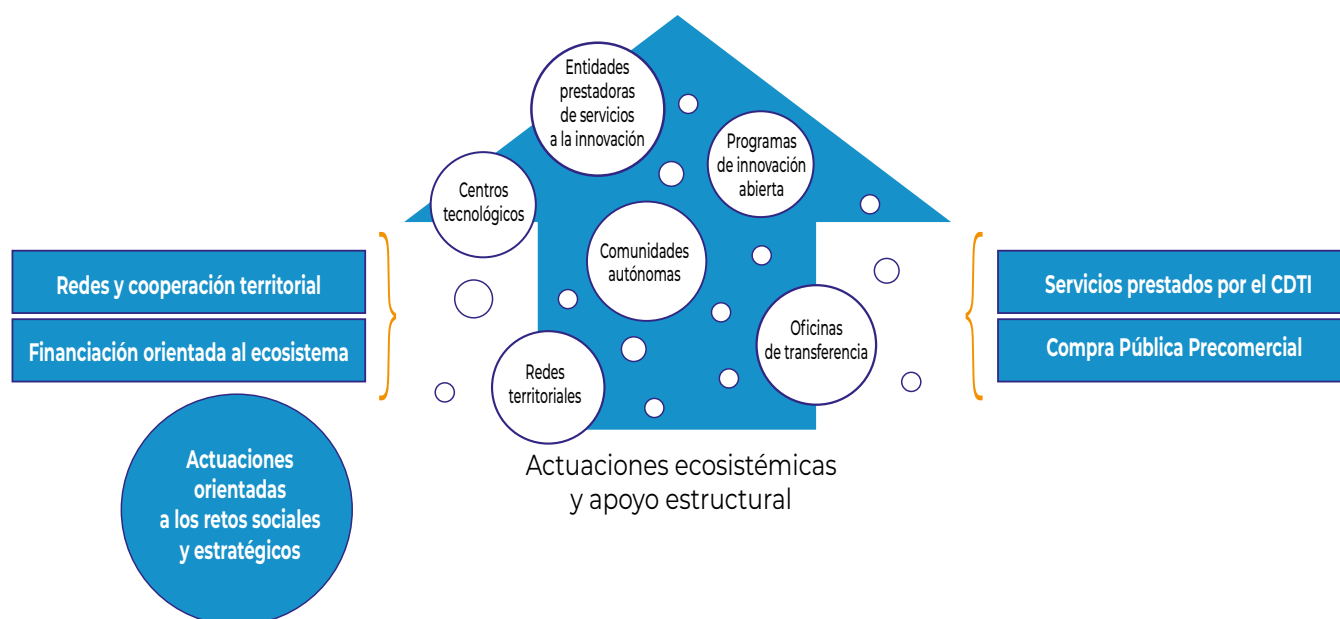 Entidades
prestadoras
de servicios
a la innovación
Programas
de innovación
abierta
Centros
tecnológicos
Comunidades
autónomas
Redes y cooperación territorial
Financiación orientada al ecosistema
Servicios prestados por el CDTI
Compra Pública Precomercial
Oficinas
de transferencia
Redes
territoriales
Actuaciones ecosistémicas
y apoyo estructural
Actuaciones
orientadas
a los retos sociales
y estratégicos